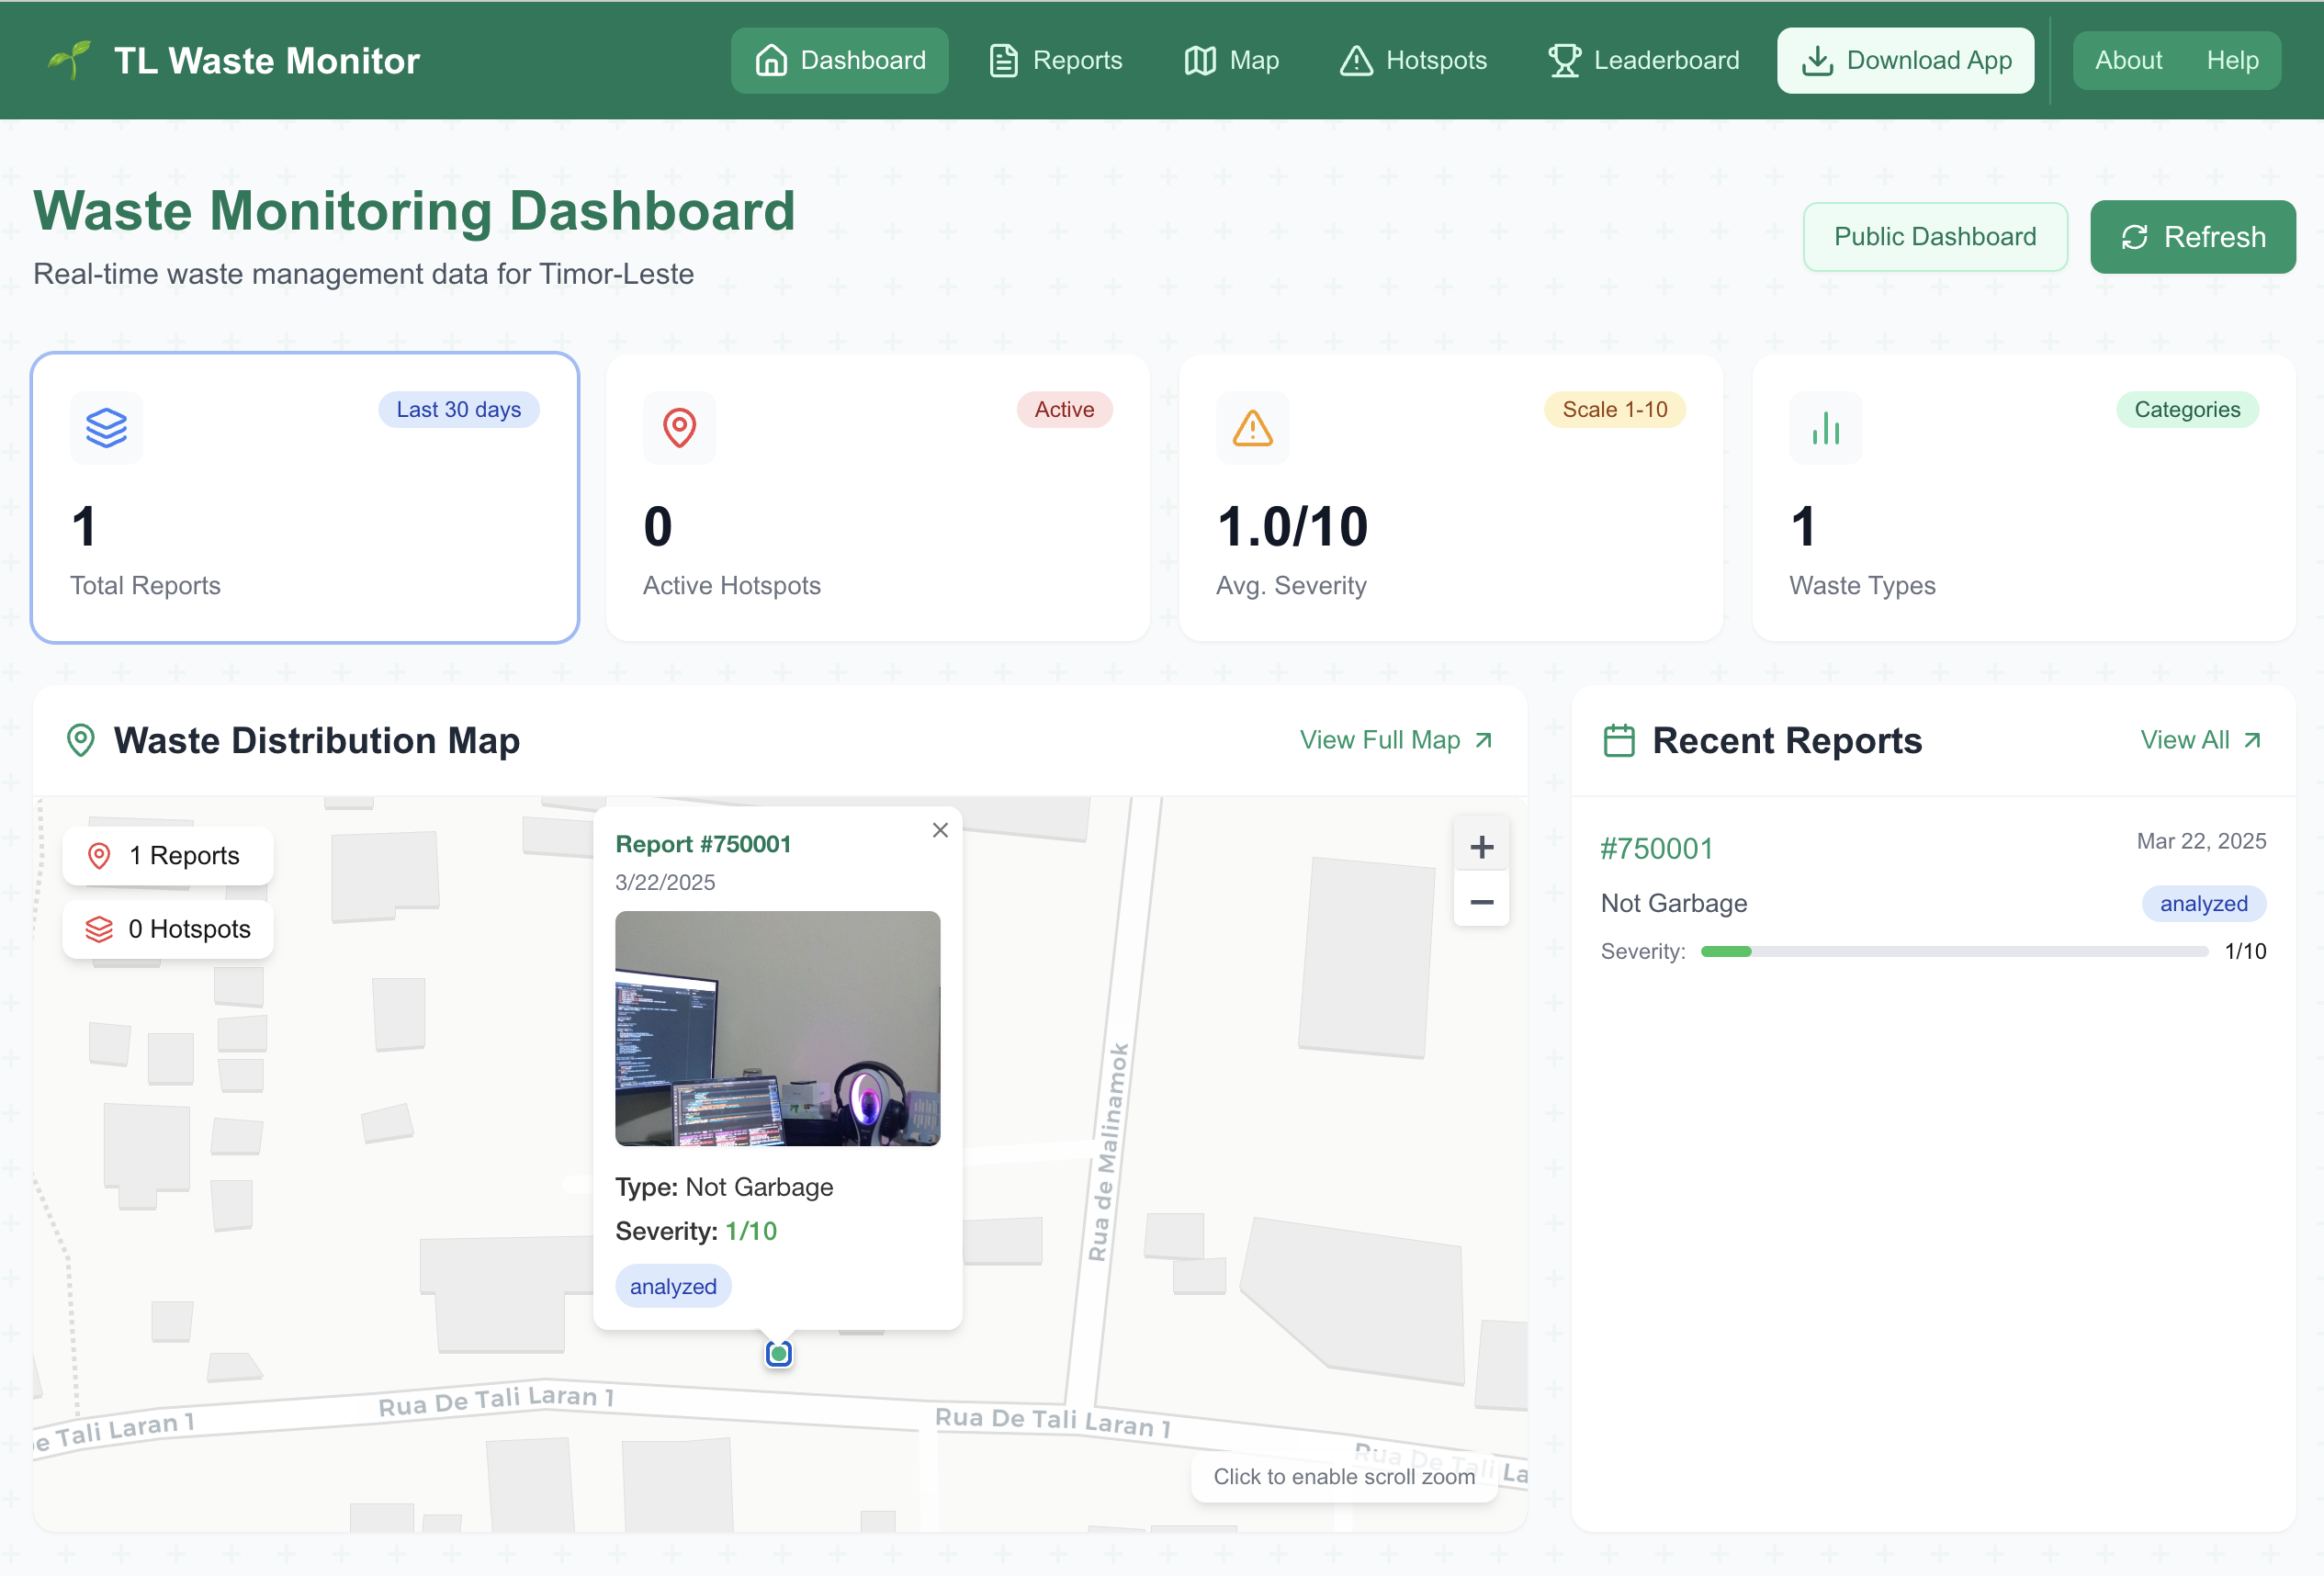 TL Waste Monitor
Dashboard
Reports
Map
Hotspots
Leaderboard
Download App
About
Help
Waste Monitoring Dashboard
Real-time waste management data for Timor-Leste
Public Dashboard
Refresh
Last 30 days
1
Total Reports
Active
0
Active Hotspots
Scale 1-10
1.0/10
Avg. Severity
Categories
1
Waste Types
Waste Distribution Map
View Full Map
1 Reports
0 Hotspots
Report #750001
3/22/2025
Type: Not Garbage
Severity: 1/10
analyzed
+
−
Rua de Malinamok
e Tali Laran 1
Rua De Tali Laran 1
Rua De Tali Laran 1
Rua De Tali La
Click to enable scroll zoom
Recent Reports
View All
#750001
Mar 22, 2025
Not Garbage
analyzed
Severity:
1/10